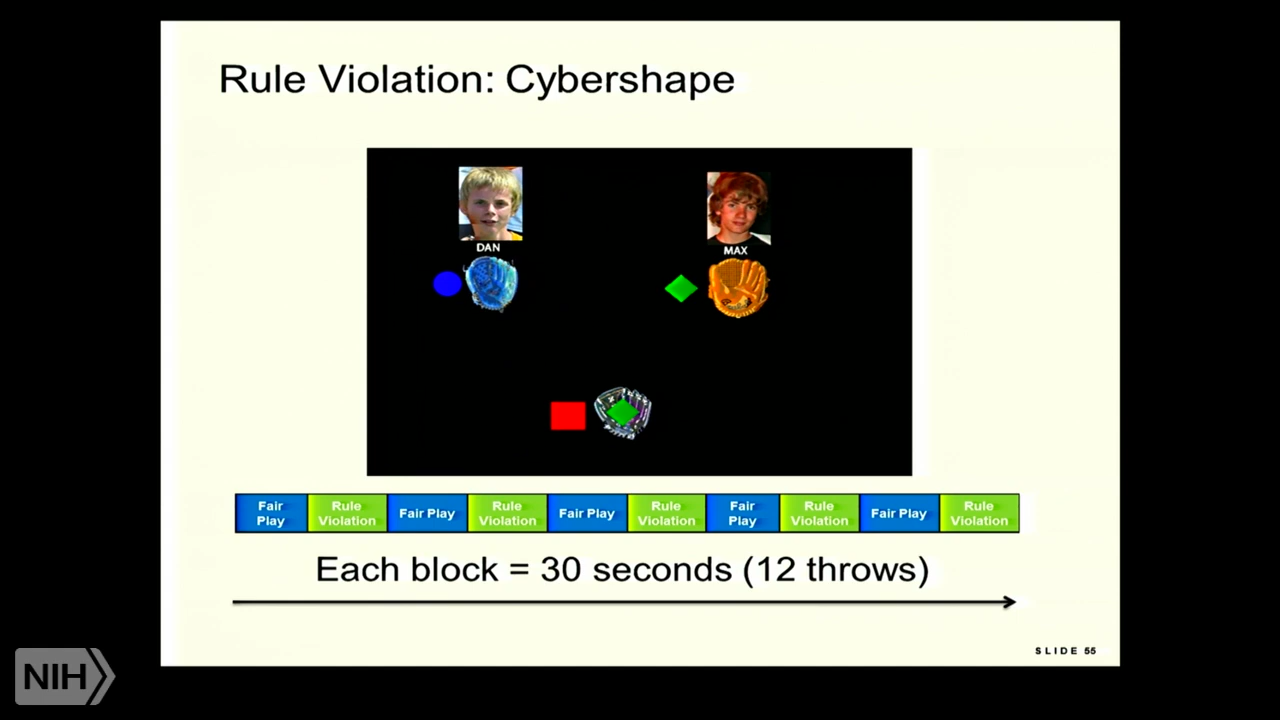 Rule Violation: Cybershape
DAN
MAX
Fair Play
Rule Violation
Fair Play
Rule Violation
Fair Play
Rule Violation
Fair Play
Rule Violation
Fair Play
Rule Violation
Each block = 30 seconds (12 throws)
SLIDE 55
NIH